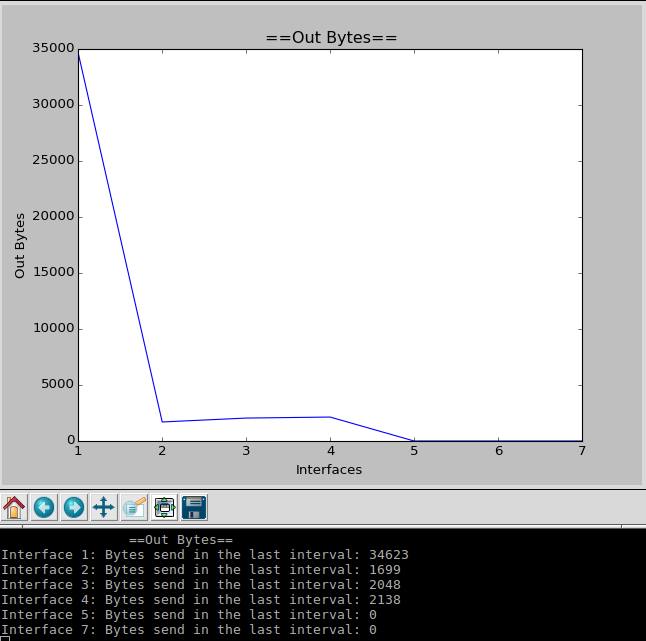 ==Out Bytes==
35000
30000
25000
20000
15000
10000
5000
0
Out Bytes
1 2 3 4 5 6 7
Interfaces
==Out Bytes==
Interface 1: Bytes send in the last interval: 34623
Interface 2: Bytes send in the last interval: 1699
Interface 3: Bytes send in the last interval: 2048
Interface 4: Bytes send in the last interval: 2138
Interface 5: Bytes send in the last interval: 0
Interface 7: Bytes send in the last interval: 0